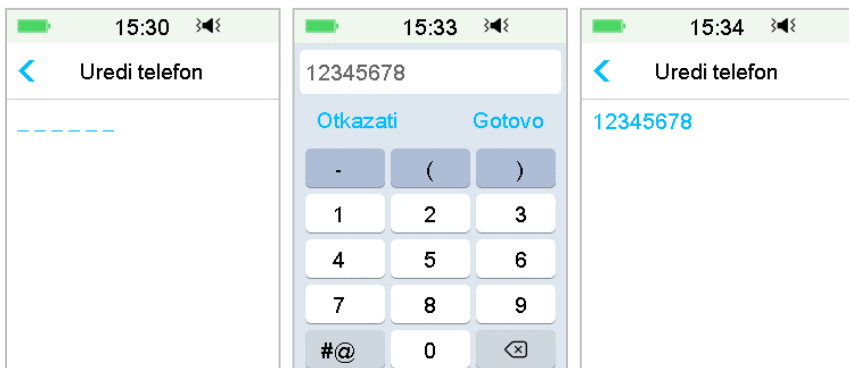 15:30
Uredi telefon
_ _ _ _ _ _
15:33
12345678
Otkazati Gotovo
- ( )
1 2 3
4 5 6
7 8 9
#@ 0
15:34
Uredi telefon
12345678